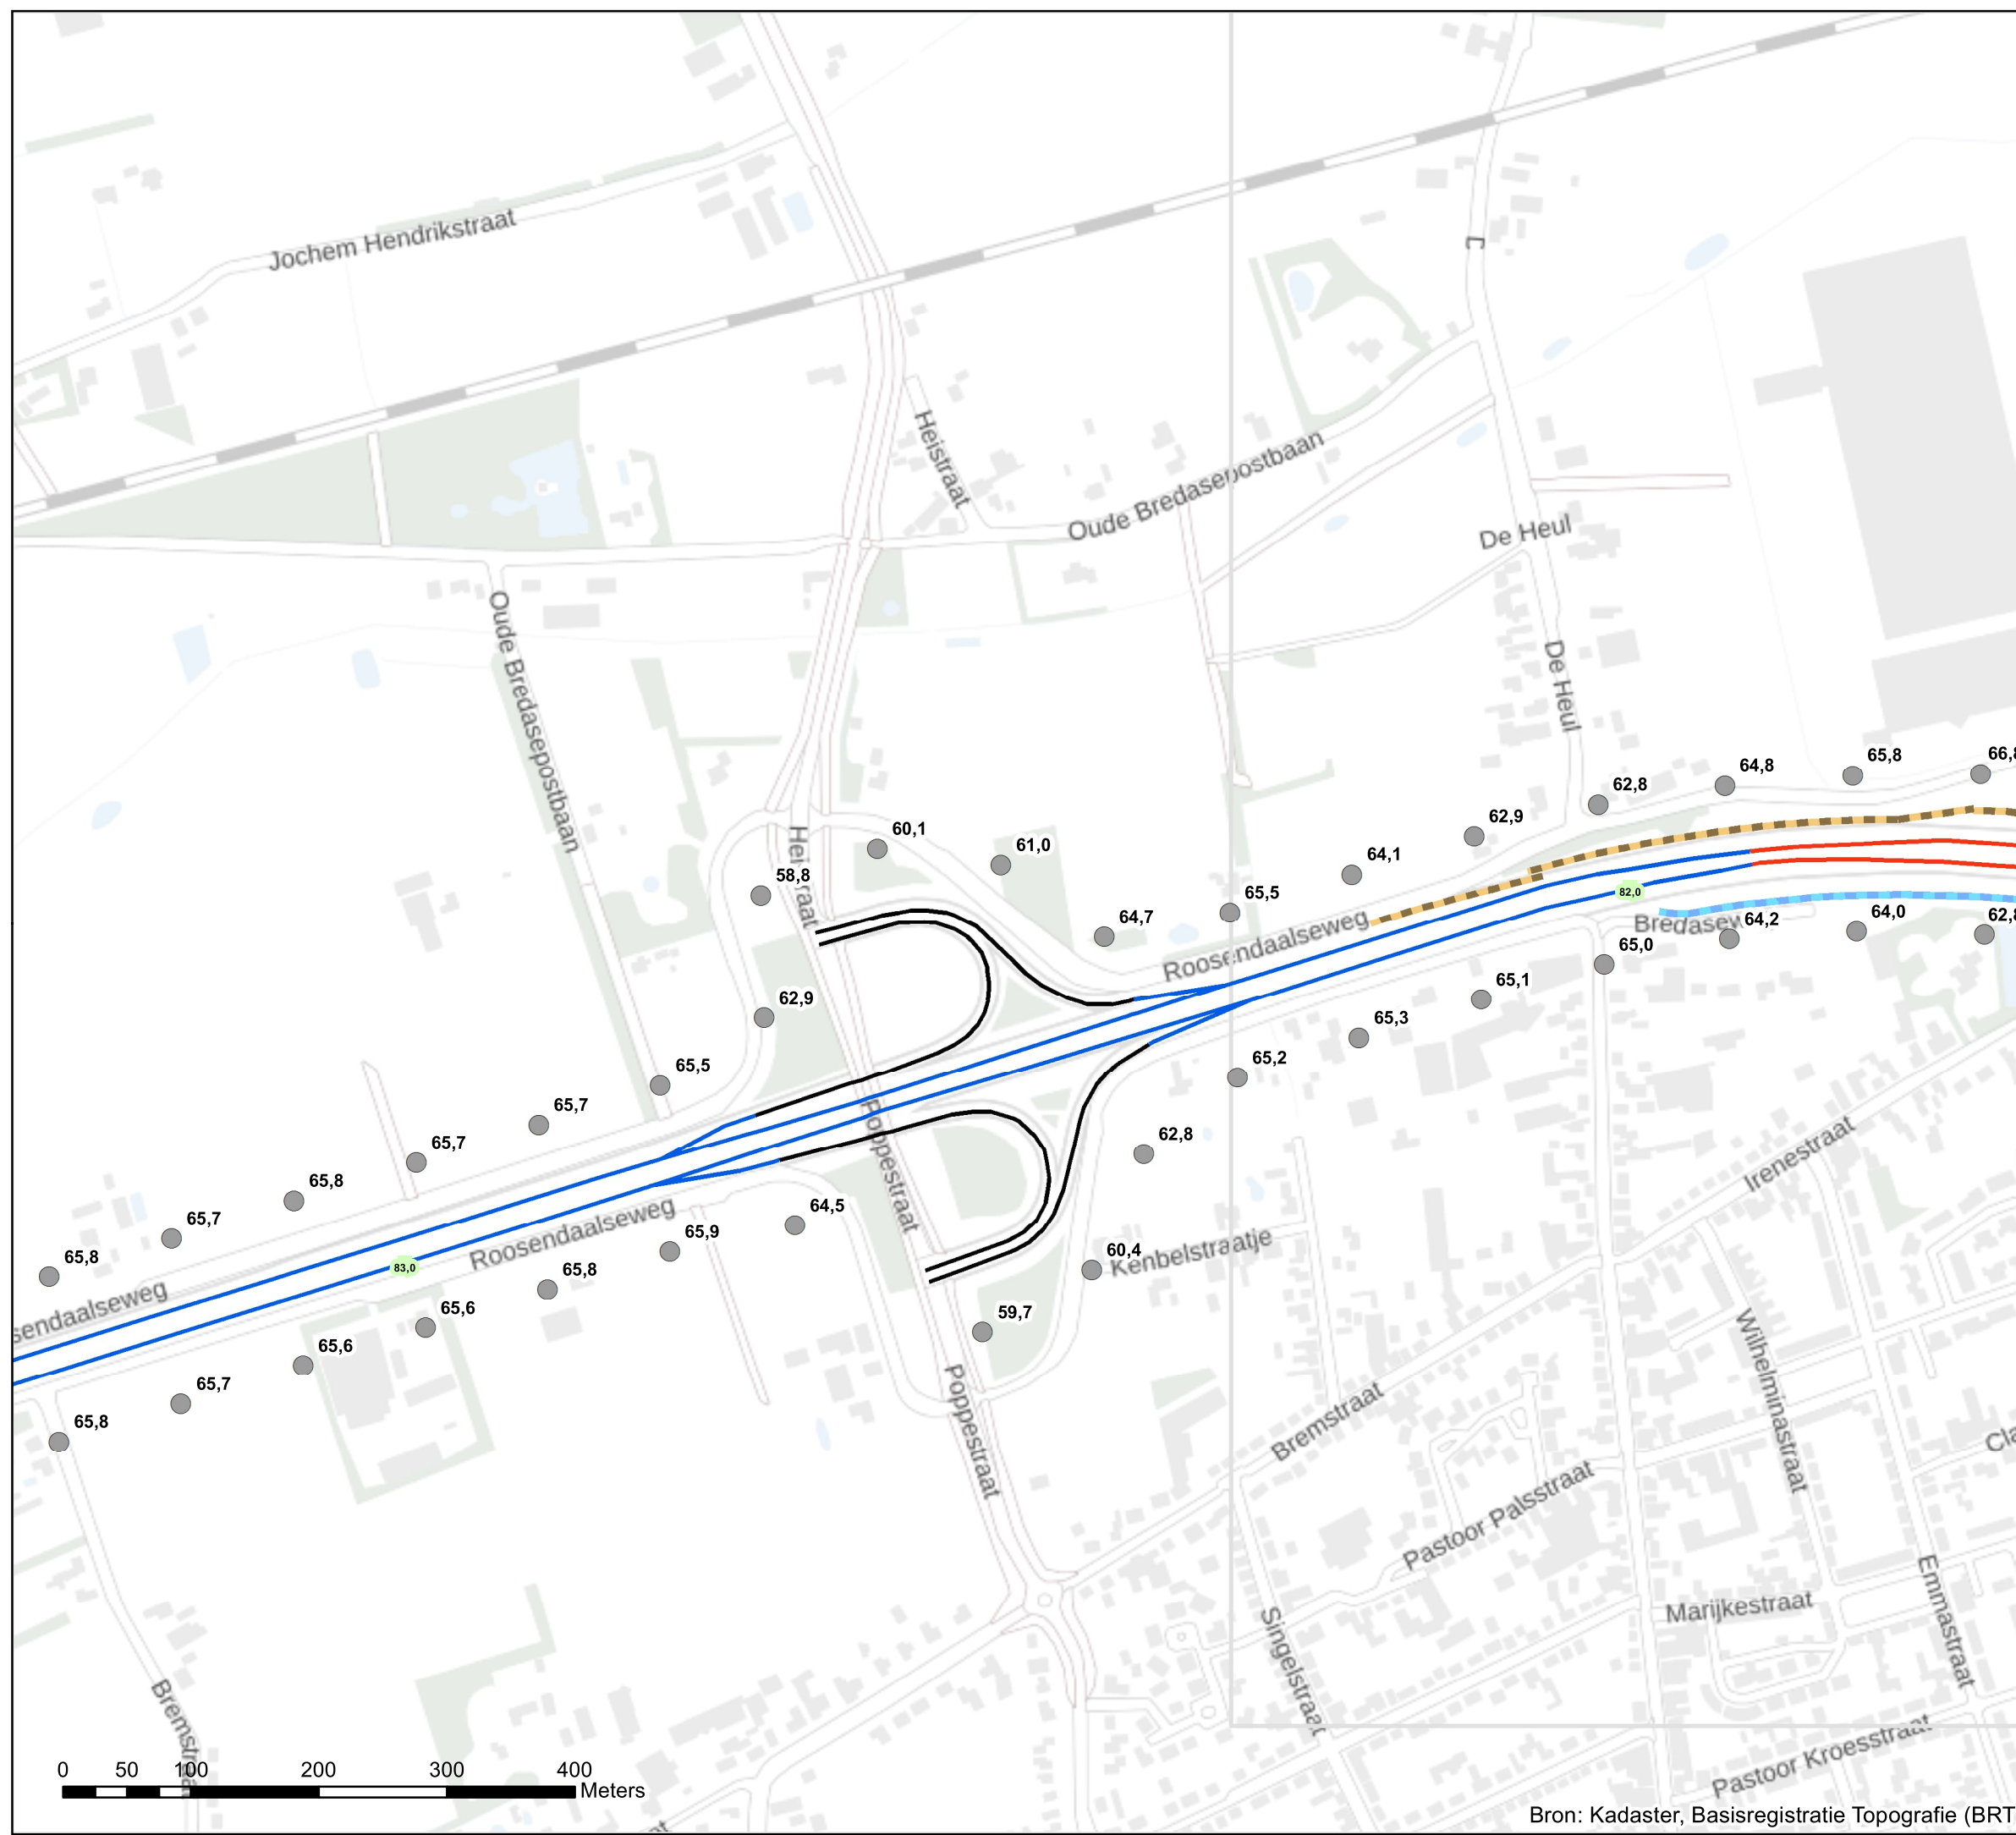 Jochem Hendrikstraat
Heistraat
Oude Bredasepostbaan
De Heul
Oude Bredasepostbaan
De Heul
66,8
65,8
64,8
62,8
62,9
60,1
61,0
64,1
58,8
82,0
65,5
64,7
64,2
64,0
62,8
Roosendaalseweg
65,0
62,9
65,1
65,3
65,5
65,2
65,7
Poppestraat
65,7
62,8
Irenestraat
65,8
65,7
64,5
65,9
60,4
Kenbelstraatje
65,8
83,0
Roosendaalseweg
65,8
65,6
59,7
sendaalseweg
65,6
65,7
Wilhelminastraat
65,8
Poppestraat
Bremstraat
Pastoor Palsstraat
Emmastraat
Marijkestraat
Singelstraat
Pastoor Kroesstraat
0 50 100 200 300 400
Meters
Bron: Kadaster, Basisregistratie Topografie (BRT